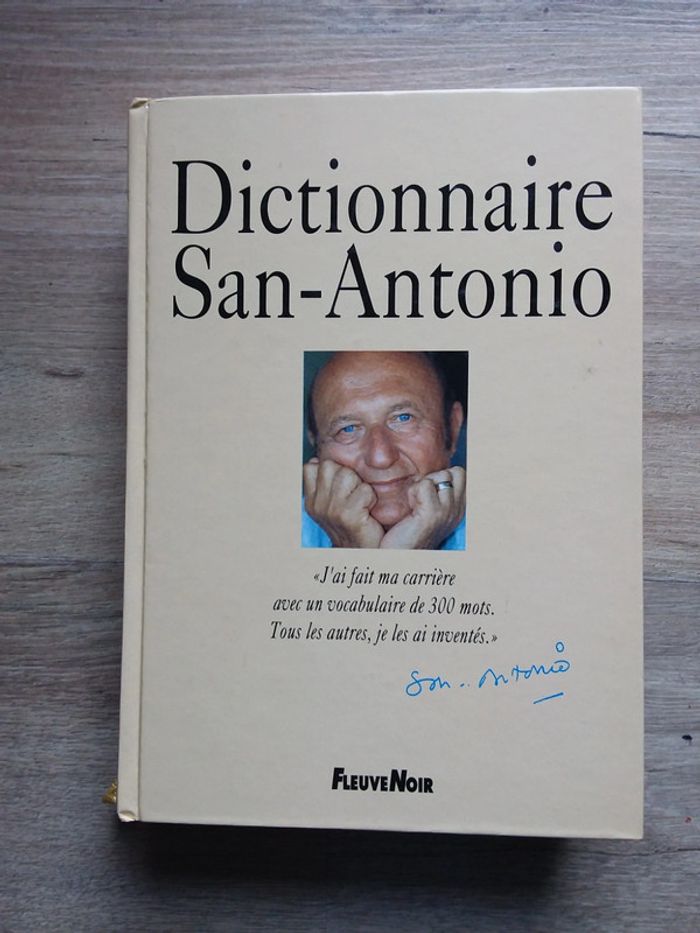 Dictionnaire
San-Antonio
«J'ai fait ma carrière
avec un vocabulaire de 300 mots.
Tous les autres, je les ai inventés.»
San-Antonio
FLEUVE NOIR